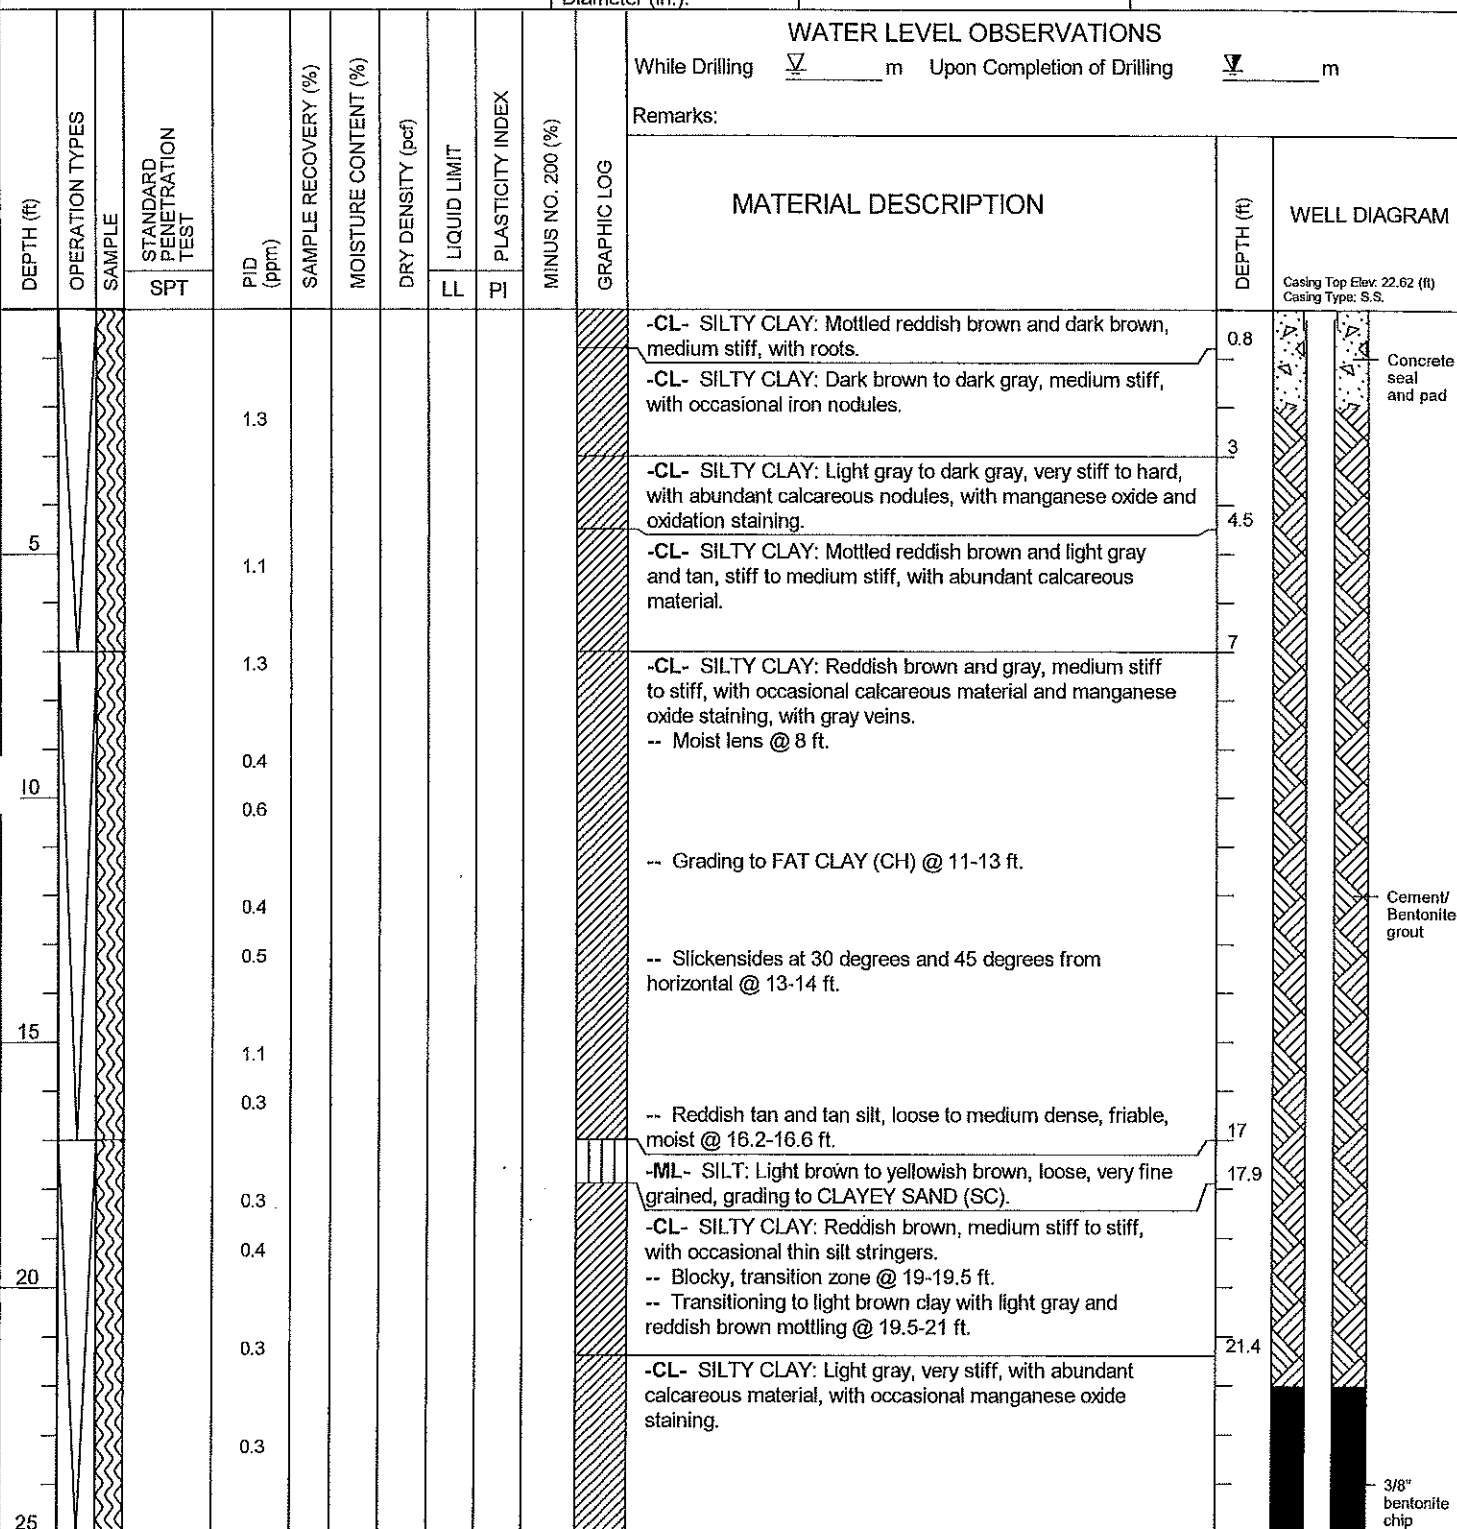 Diameter (in.):
WATER LEVEL OBSERVATIONS
While Drilling m Upon Completion of Drilling m
Remarks:
DEPTH (ft)
OPERATION TYPES
SAMPLE
STANDARD
PENETRATION
TEST
SPT
PID
(ppm)
SAMPLE RECOVERY (%)
MOISTURE CONTENT (%)
DRY DENSITY (pcf)
LIQUID LIMIT
LL
PLASTICITY INDEX
PI
MINUS NO. 200 (%)
GRAPHIC LOG
MATERIAL DESCRIPTION
DEPTH (ft)
WELL DIAGRAM
Casing Top Elev: 22.62 (ft)
Casing Type: S.S.
-CL- SILTY CLAY: Mottled reddish brown and dark brown,
medium stiff, with roots.
0.8
Concrete
seal
and pad
-CL- SILTY CLAY: Dark brown to dark gray, medium stiff,
with occasional iron nodules.
1.3
3
-CL- SILTY CLAY: Light gray to dark gray, very stiff to hard,
with abundant calcareous nodules, with manganese oxide and
oxidation staining.
4.5
5
-CL- SILTY CLAY: Mottled reddish brown and light gray
and tan, stiff to medium stiff, with abundant calcareous
material.
1.1
7
1.3
-CL- SILTY CLAY: Reddish brown and gray, medium stiff
to stiff, with occasional calcareous material and manganese
oxide staining, with gray veins.
-- Moist lens @ 8 ft.
0.4
10
0.6
-- Grading to FAT CLAY (CH) @ 11-13 ft.
0.4
Cement/
Bentonite
grout
0.5
-- Slickensides at 30 degrees and 45 degrees from
horizontal @ 13-14 ft.
15
1.1
0.3
-- Reddish tan and tan silt, loose to medium dense, friable,
moist @ 16.2-16.6 ft.
17
-ML- SILT: Light brown to yellowish brown, loose, very fine
grained, grading to CLAYEY SAND (SC).
17.9
0.3
-CL- SILTY CLAY: Reddish brown, medium stiff to stiff,
with occasional thin silt stringers.
0.4
-- Blocky, transition zone @ 19-19.5 ft.
20
-- Transitioning to light brown clay with light gray and
reddish brown mottling @ 19.5-21 ft.
0.3
21.4
-CL- SILTY CLAY: Light gray, very stiff, with abundant
calcareous material, with occasional manganese oxide
staining.
0.3
3/8"
bentonite
chip
25